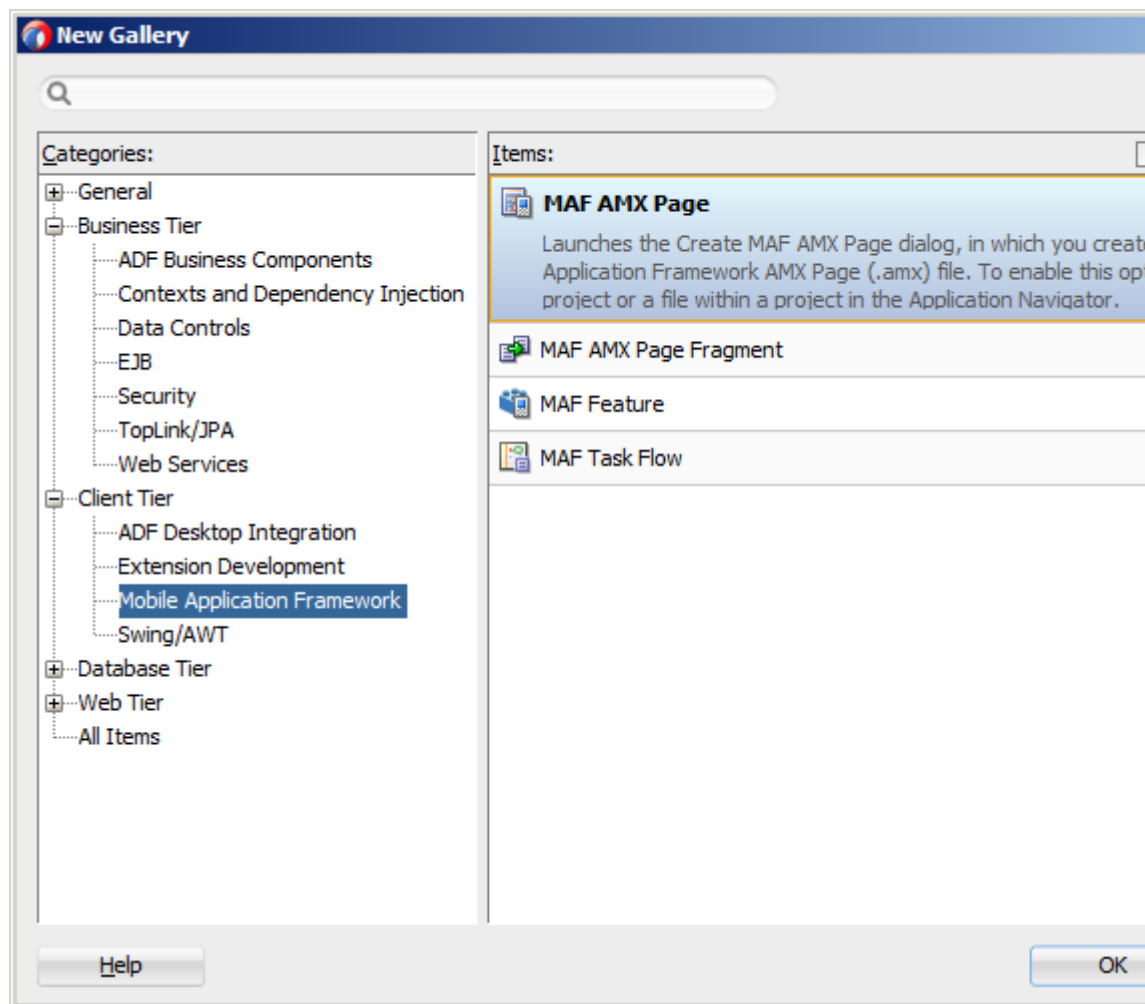 New Gallery
Categories:
General
Business Tier
ADF Business Components
Contexts and Dependency Injection
Data Controls
EJB
Security
TopLink/JPA
Web Services
Client Tier
ADF Desktop Integration
Extension Development
Mobile Application Framework
Swing/AWT
Database Tier
Web Tier
All Items
Items:
MAF AMX Page
Launches the Create MAF AMX Page dialog, in which you create
Application Framework AMX Page (.amx) file. To enable this opt
project or a file within a project in the Application Navigator.
MAF AMX Page Fragment
MAF Feature
MAF Task Flow
Help
OK